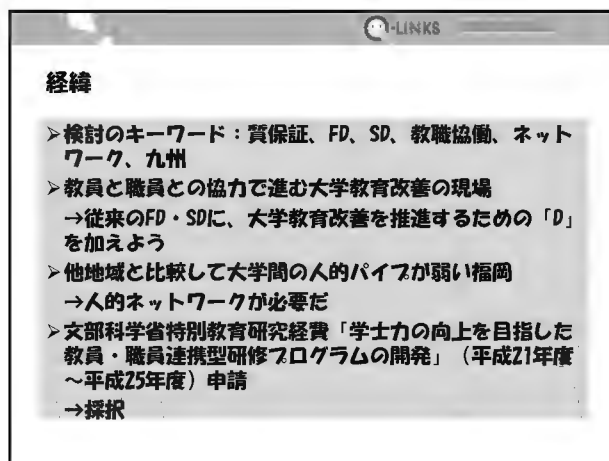 Q-LINKS
経緯
➢検討のキーワード：質保証、FD、SD、教職協働、ネット
ワーク、九州
➢教員と職員との協力で進む大学教育改善の現場
→従来のFD・SDに、大学教育改善を推進するための「D」
を加えよう
➢他地域と比較して大学間の人的パイプが弱い福岡
→人的ネットワークが必要だ
➢文部科学省特別教育研究経費「学士力の向上を目指した
教員・職員連携型研修プログラムの開発」（平成21年度
～平成25年度）申請
→採択